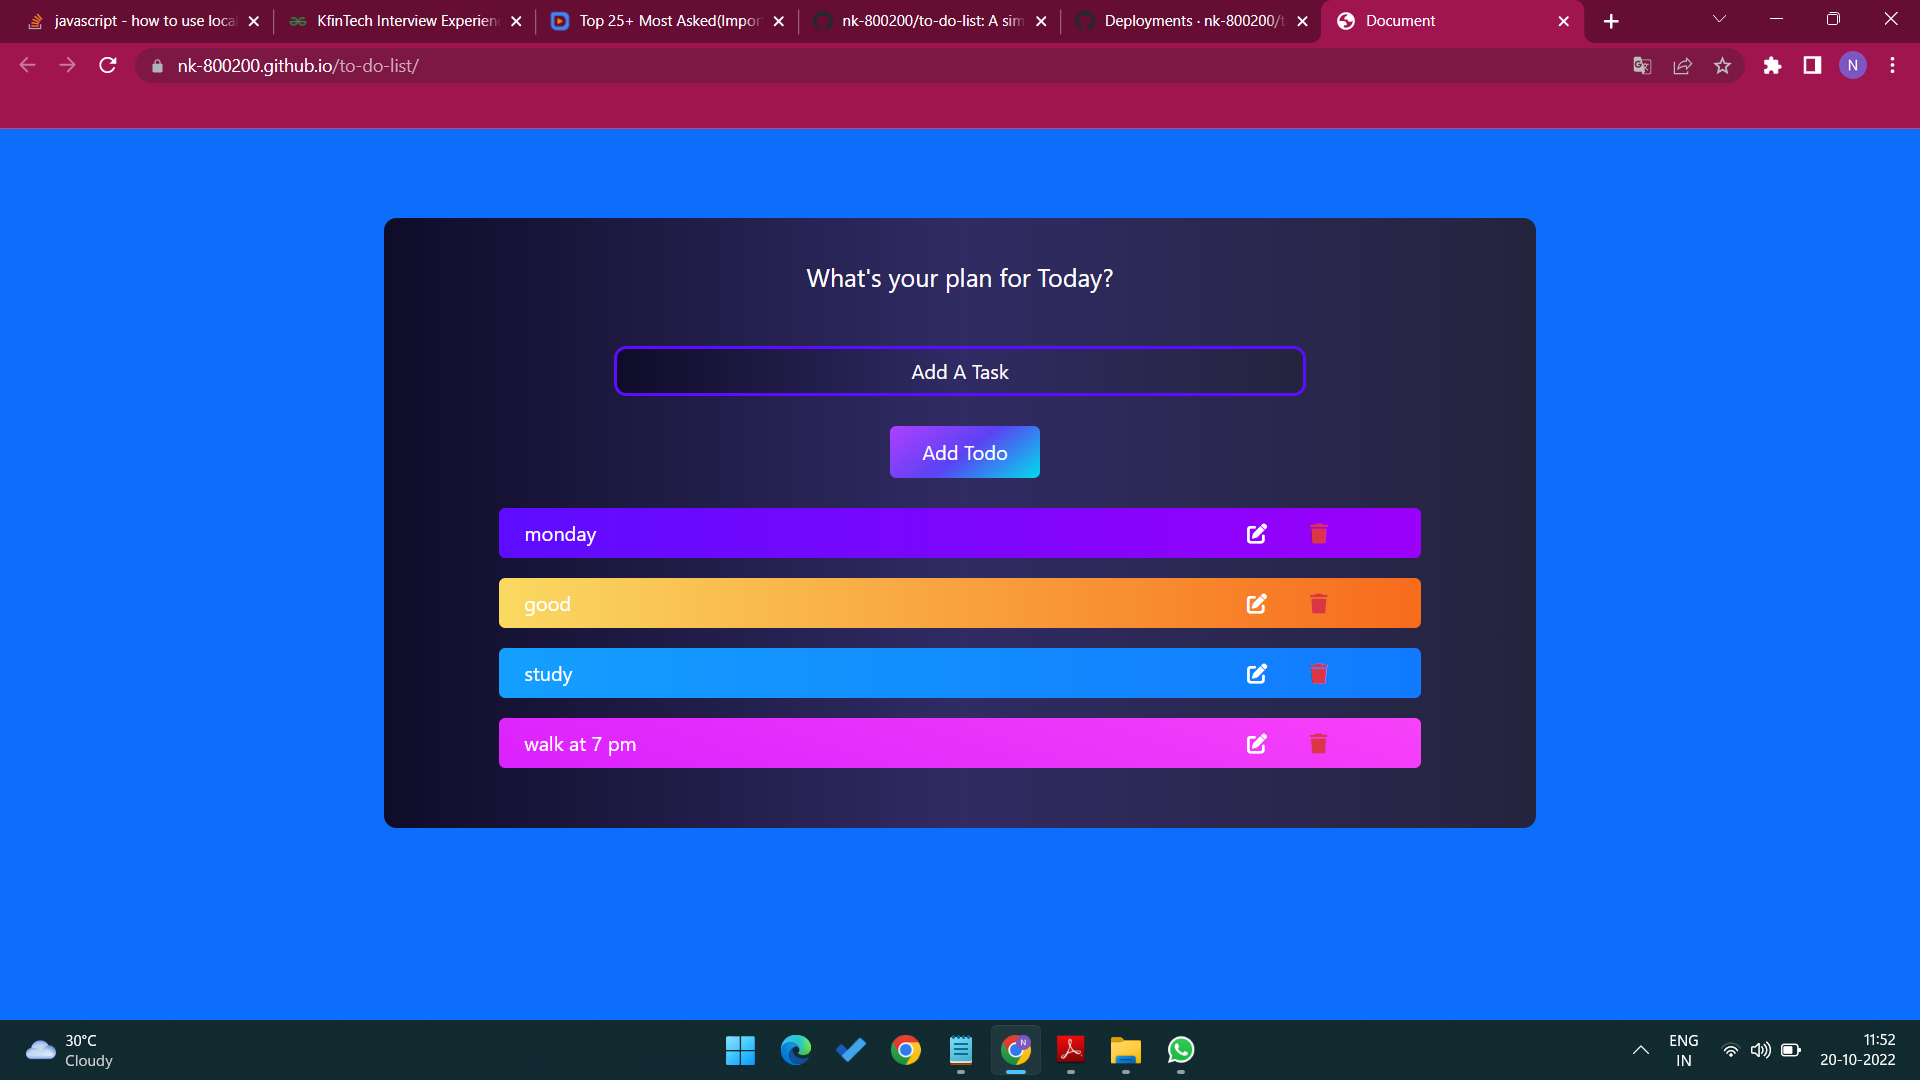 javascript - how to use local
KfinTech Interview Experien
Top 25+ Most Asked(Impor
nk-800200/to-do-list: A sim
Deployments · nk-800200/t
Document
nk-800200.github.io/to-do-list/
N
What's your plan for Today?
Add A Task
Add Todo
monday
good
study
walk at 7 pm
30°C
Cloudy
N
ENG
IN
11:52
20-10-2022